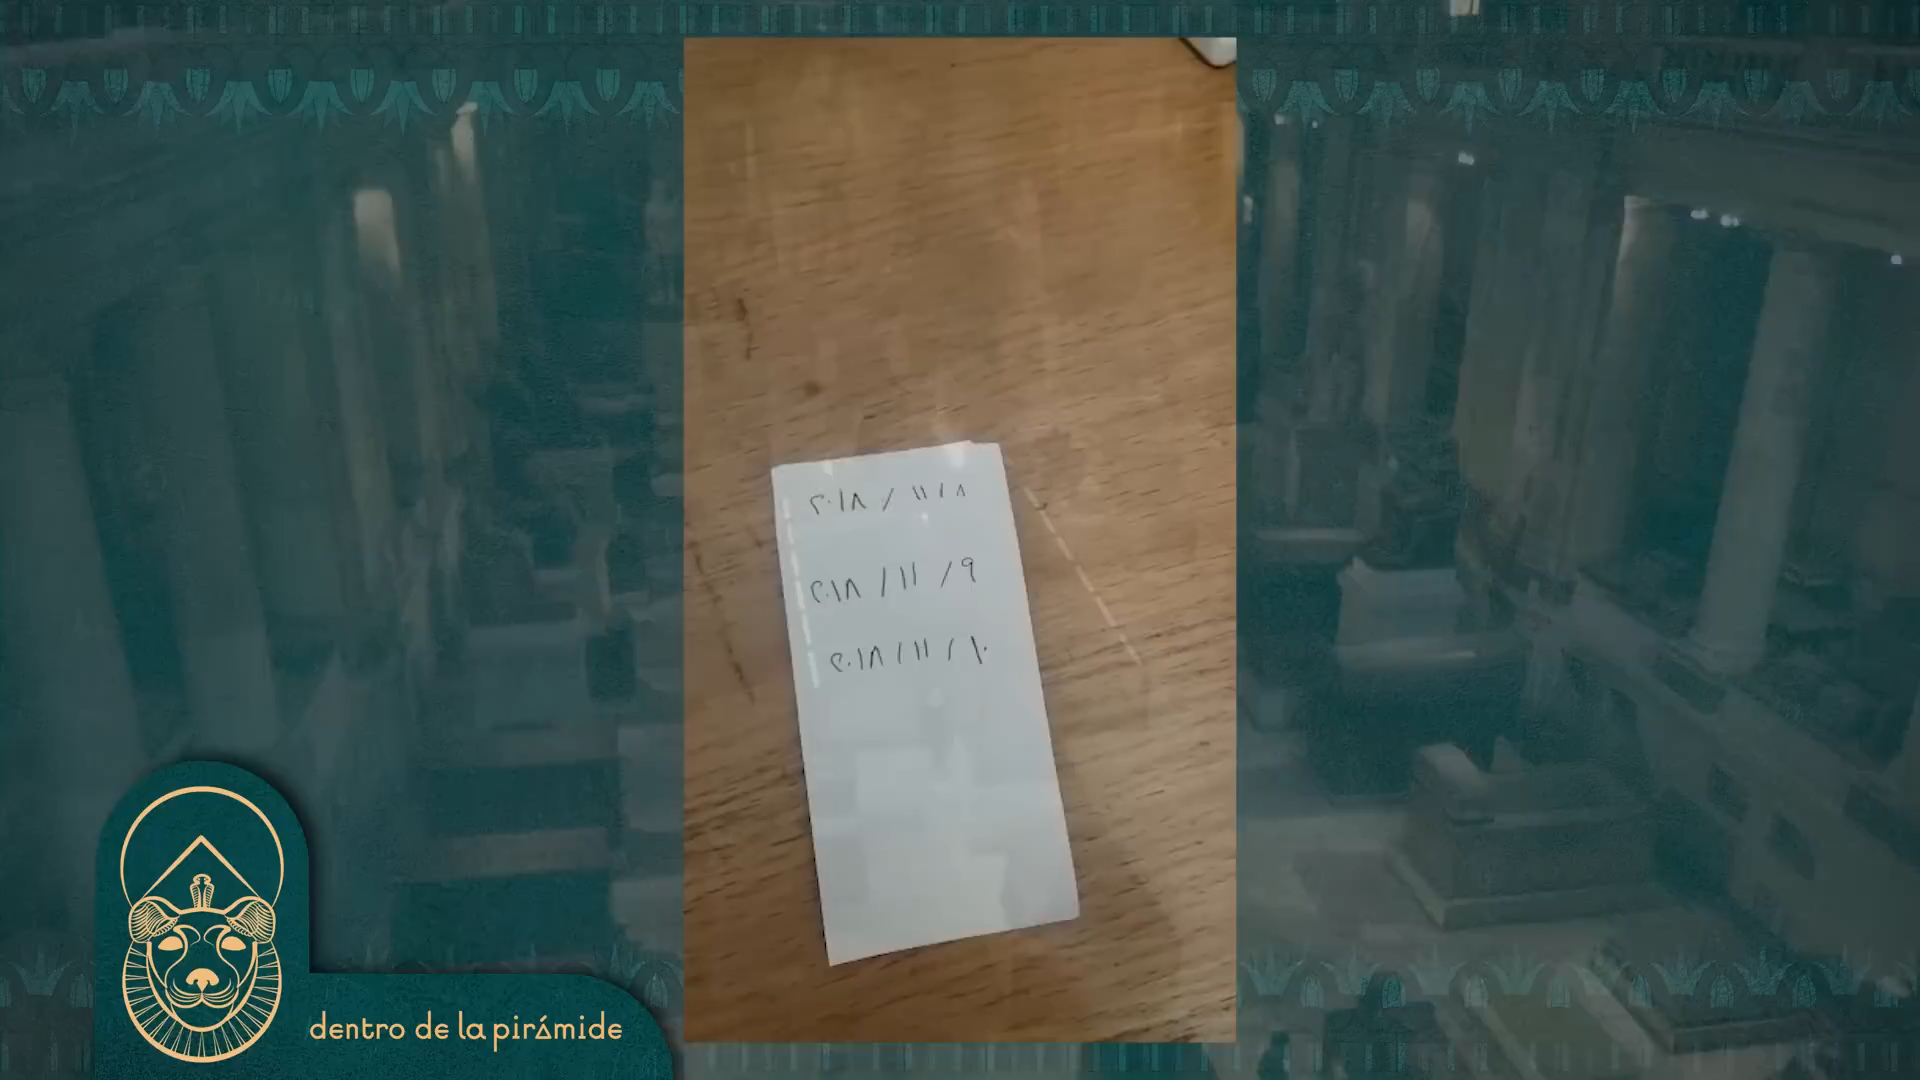 ٢٠١٨ / ١١ / ٨
٢٠١٨ / ١١ / ٩
٢٠١٨ / ١١ / ١٠
dentro de la pirámide